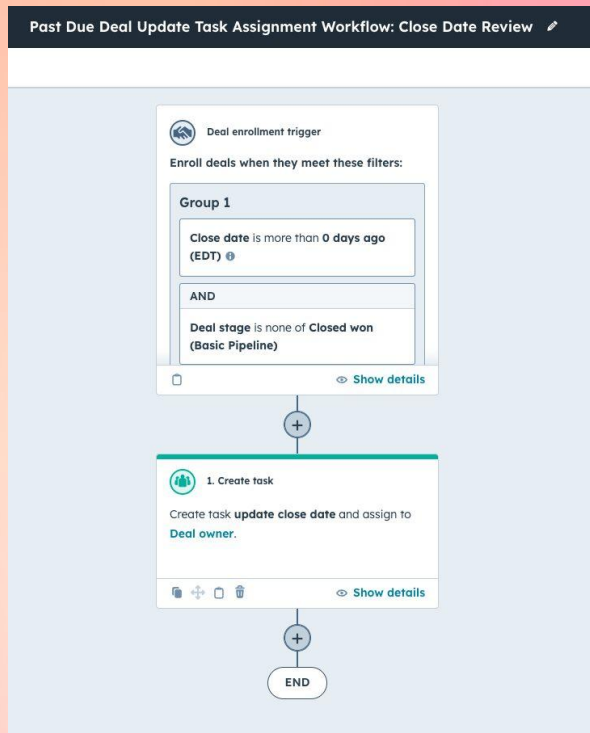 Past Due Deal Update Task Assignment Workflow: Close Date Review
Deal enrollment trigger
Enroll deals when they meet these filters:
Group 1
Close date is more than 0 days ago
(EDT)
AND
Deal stage is none of Closed won
(Basic Pipeline)
Show details
1. Create task
Create task update close date and assign to
Deal owner.
Show details
END